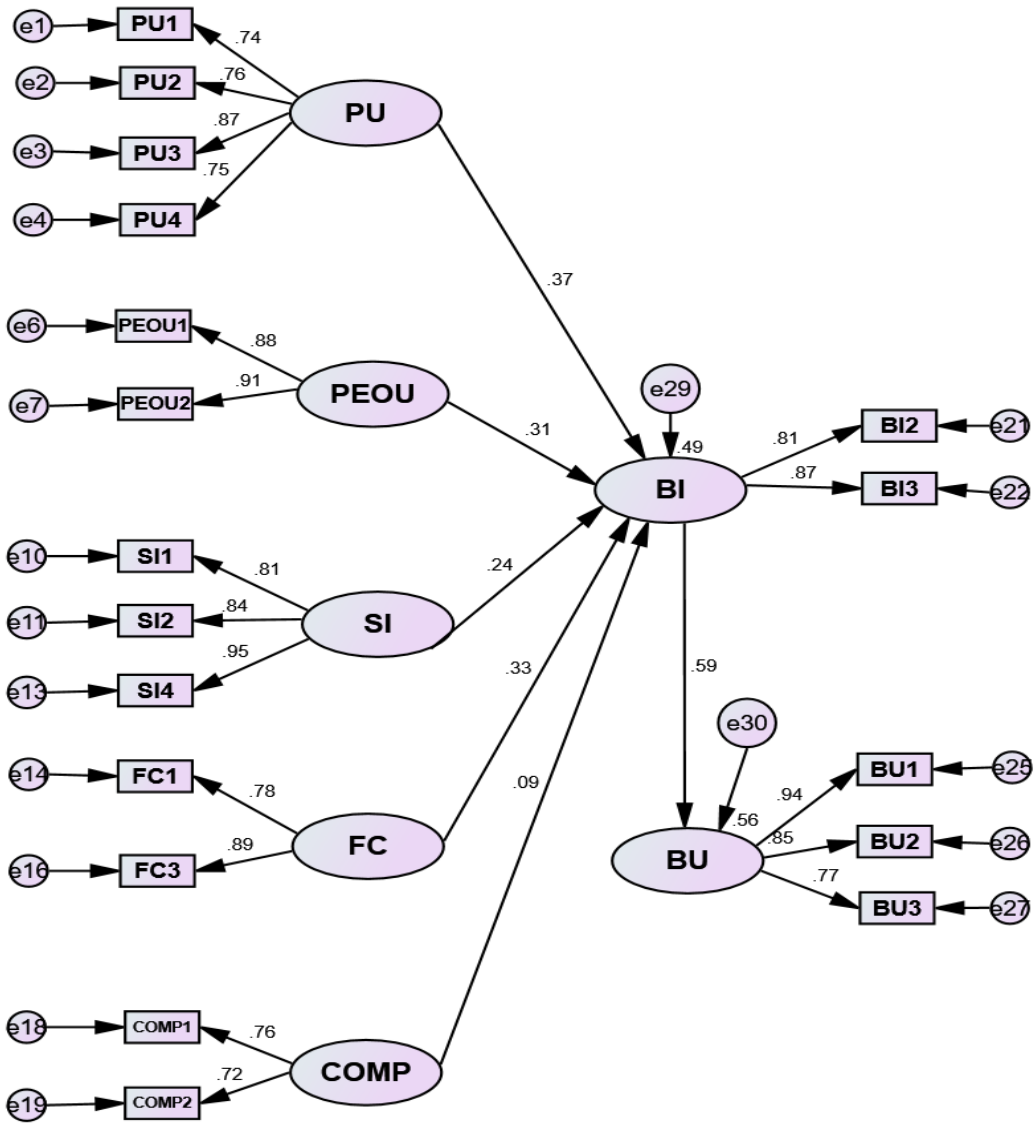 e1 PU1 .74
e2 PU2 .76
PU
e3 PU3 .87
e4 PU4 .75
.37
e6 PEOU1 .88
PEOU
e7 PEOU2 .91
.31
e29
.49
BI
.81 BI2 e21
.87 BI3 e22
e10 SI1 .81
e11 SI2 .84
SI
e13 SI4 .95
.24
.59
e14 FC1 .78
FC
e16 FC3 .89
.33
e30
.56
BU
.94 BU1 e25
.85 BU2 e26
.77 BU3 e27
.09
e18 COMP1 .76
COMP
e19 COMP2 .72